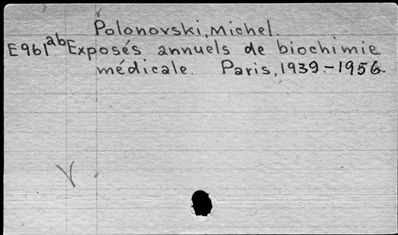 Polonovski, Michel.
E961ab Exposés annuels de biochimie
médicale. Paris, 1939.-1956.
V